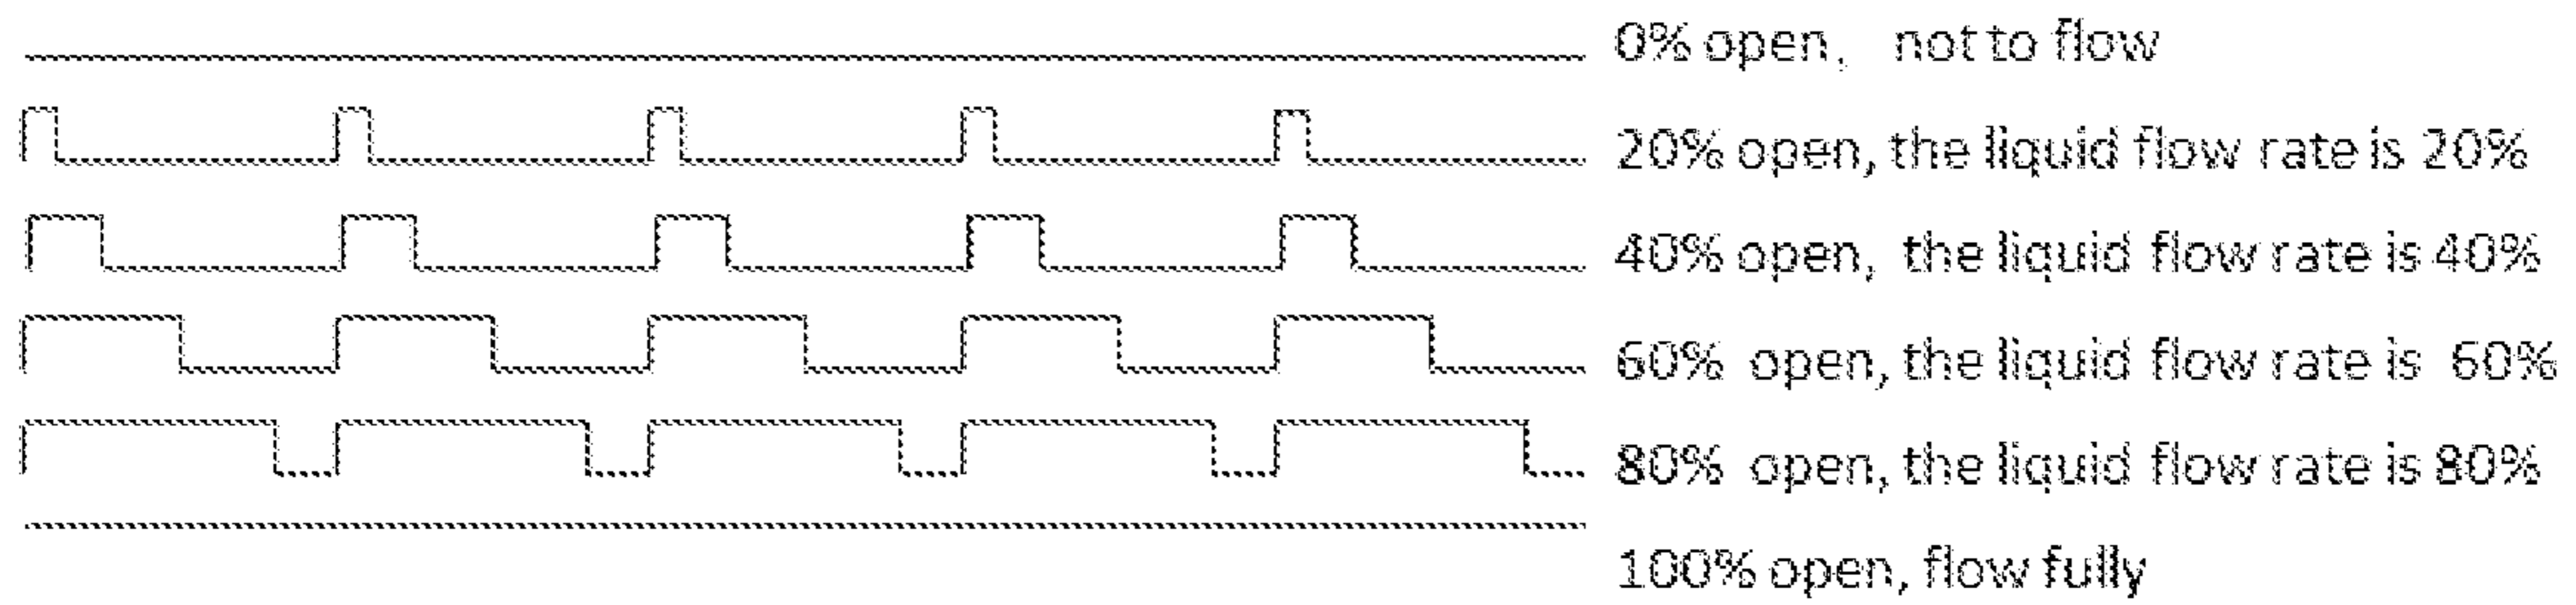 0% open, not to flow
20% open, the liquid flow rate is 20%
40% open, the liquid flow rate is 40%
60% open, the liquid flow rate is 60%
80% open, the liquid flow rate is 80%
100% open, flow fully